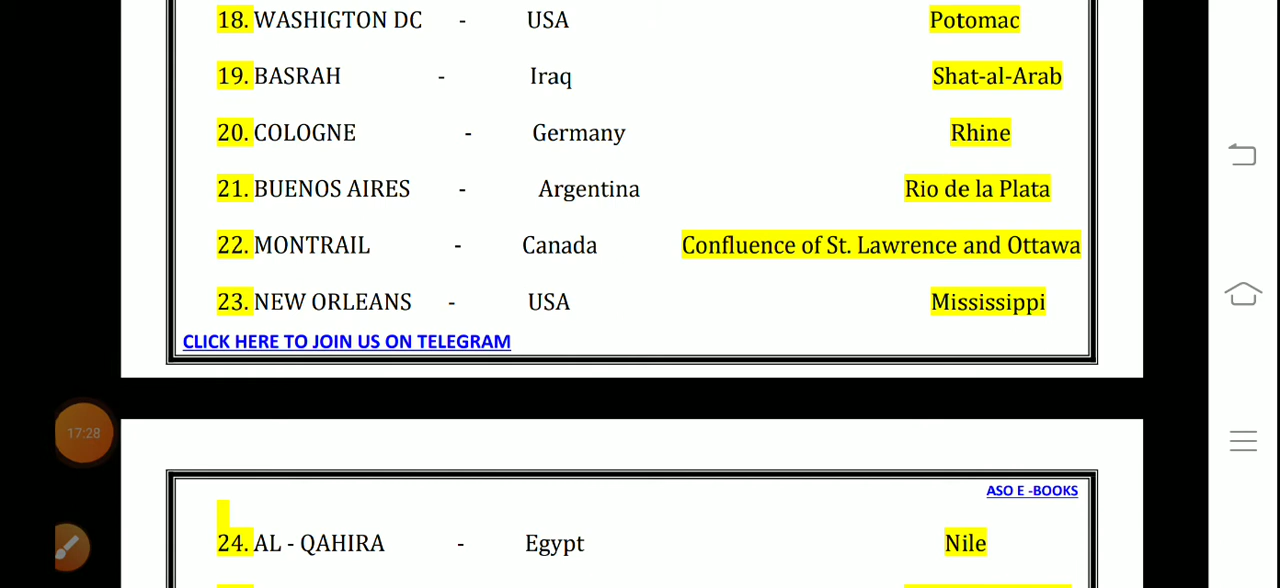 18. WASHIGTON DC - USA Potomac
19. BASRAH - Iraq Shat-al-Arab
20. COLOGNE - Germany Rhine
21. BUENOS AIRES - Argentina Rio de la Plata
22. MONTRAIL - Canada Confluence of St. Lawrence and Ottawa
23. NEW ORLEANS - USA Mississippi
CLICK HERE TO JOIN US ON TELEGRAM
17:28
ASO E -BOOKS
24. AL - QAHIRA - Egypt Nile